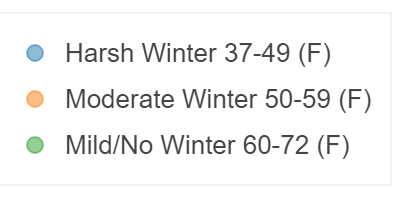 Harsh Winter 37-49 (F)
Moderate Winter 50-59 (F)
Mild/No Winter 60-72 (F)